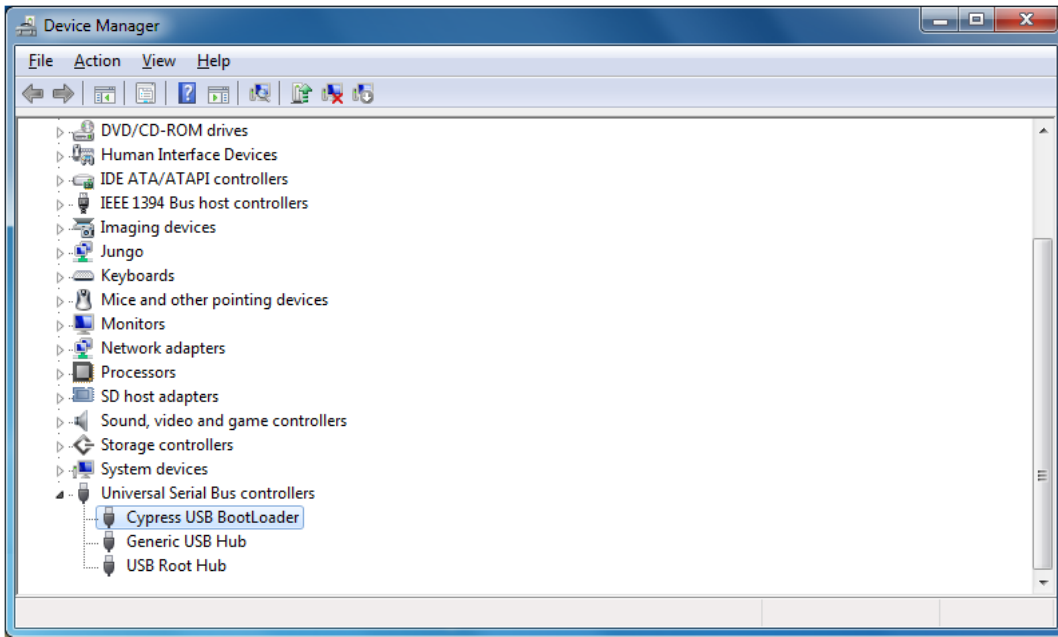 Device Manager
File Action View Help
DVD/CD-ROM drives
Human Interface Devices
IDE ATA/ATAPI controllers
IEEE 1394 Bus host controllers
Imaging devices
Jungo
Keyboards
Mice and other pointing devices
Monitors
Network adapters
Processors
SD host adapters
Sound, video and game controllers
Storage controllers
System devices
Universal Serial Bus controllers
Cypress USB BootLoader
Generic USB Hub
USB Root Hub